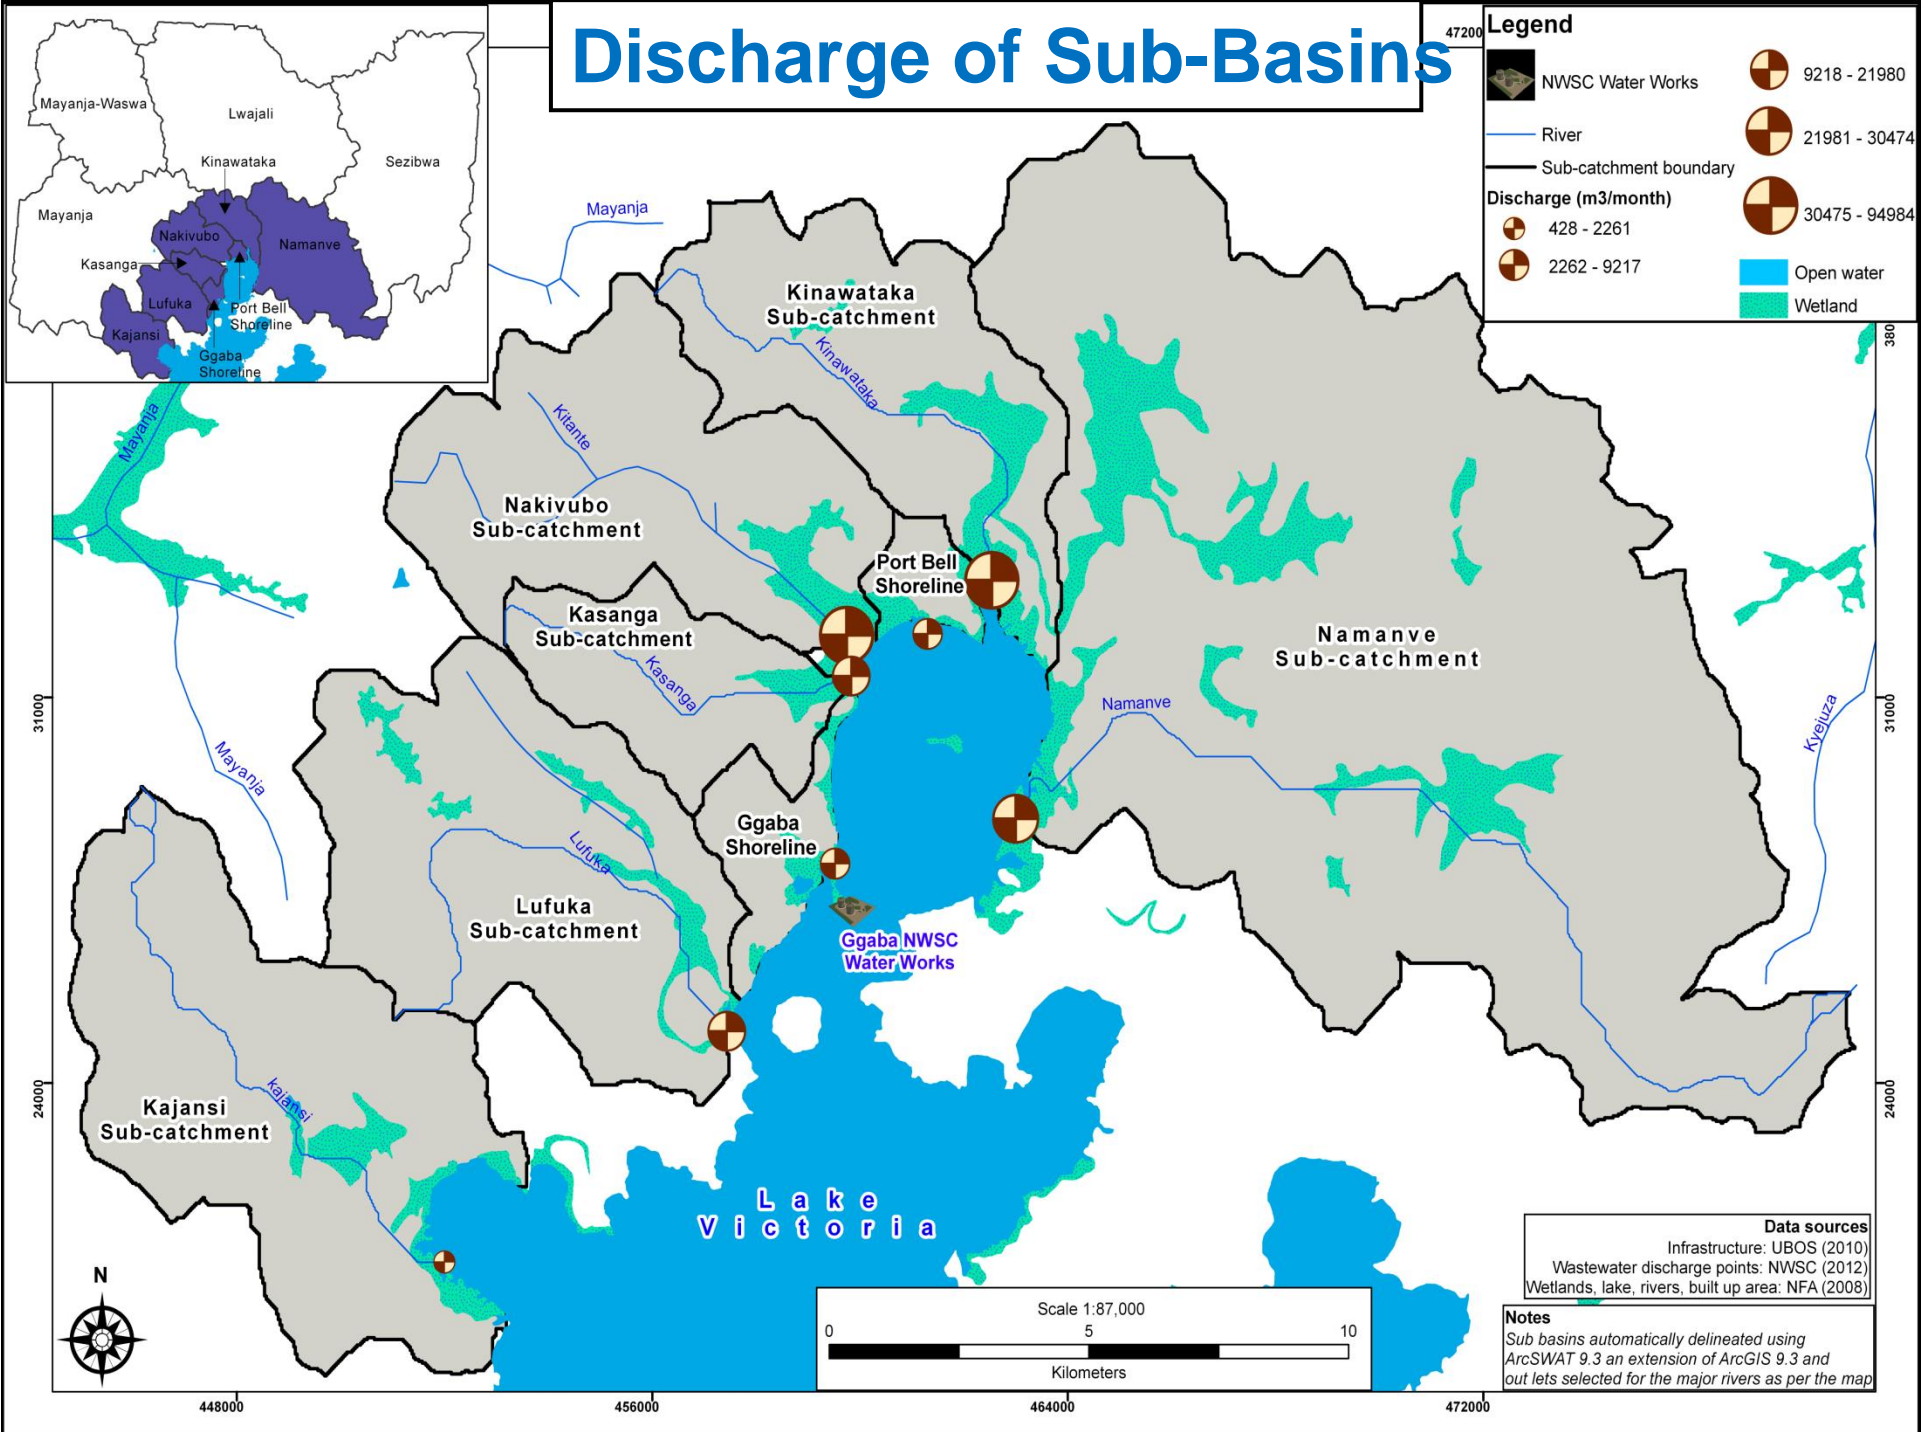 Discharge of Sub-Basins
Mayanja-Waswa
Lwajali
Kinawataka
Sezibwa
Mayanja
Nakivubo
Namanve
Kasanga
Lufuka
Port Bell
Shoreline
Kajansi
Ggaba
Shoreline
47200
Legend
NWSC Water Works
River
Sub-catchment boundary
Discharge (m3/month)
428 - 2261
2262 - 9217
9218 - 21980
21981 - 30474
30475 - 94984
Open water
Wetland
380
Mayanja
Kinawataka
Sub-catchment
Kinawataka
Mayanja
Kitante
Nakivubo
Sub-catchment
Port Bell
Shoreline
Kasanga
Sub-catchment
Kasanga
Namanve
Sub-catchment
Namanve
Kyejuza
31000
31000
Mayanja
Ggaba
Shoreline
Lufuka
Lufuka
Sub-catchment
Ggaba NWSC
Water Works
24000
24000
kajansi
Kajansi
Sub-catchment
Lake
Victoria
N
Scale 1:87,000
0 5 10
Kilometers
Data sources
Infrastructure: UBOS (2010)
Wastewater discharge points: NWSC (2012)
Wetlands, lake, rivers, built up area: NFA (2008)
Notes
Sub basins automatically delineated using
ArcSWAT 9.3 an extension of ArcGIS 9.3 and
out lets selected for the major rivers as per the map
448000 456000 464000 472000